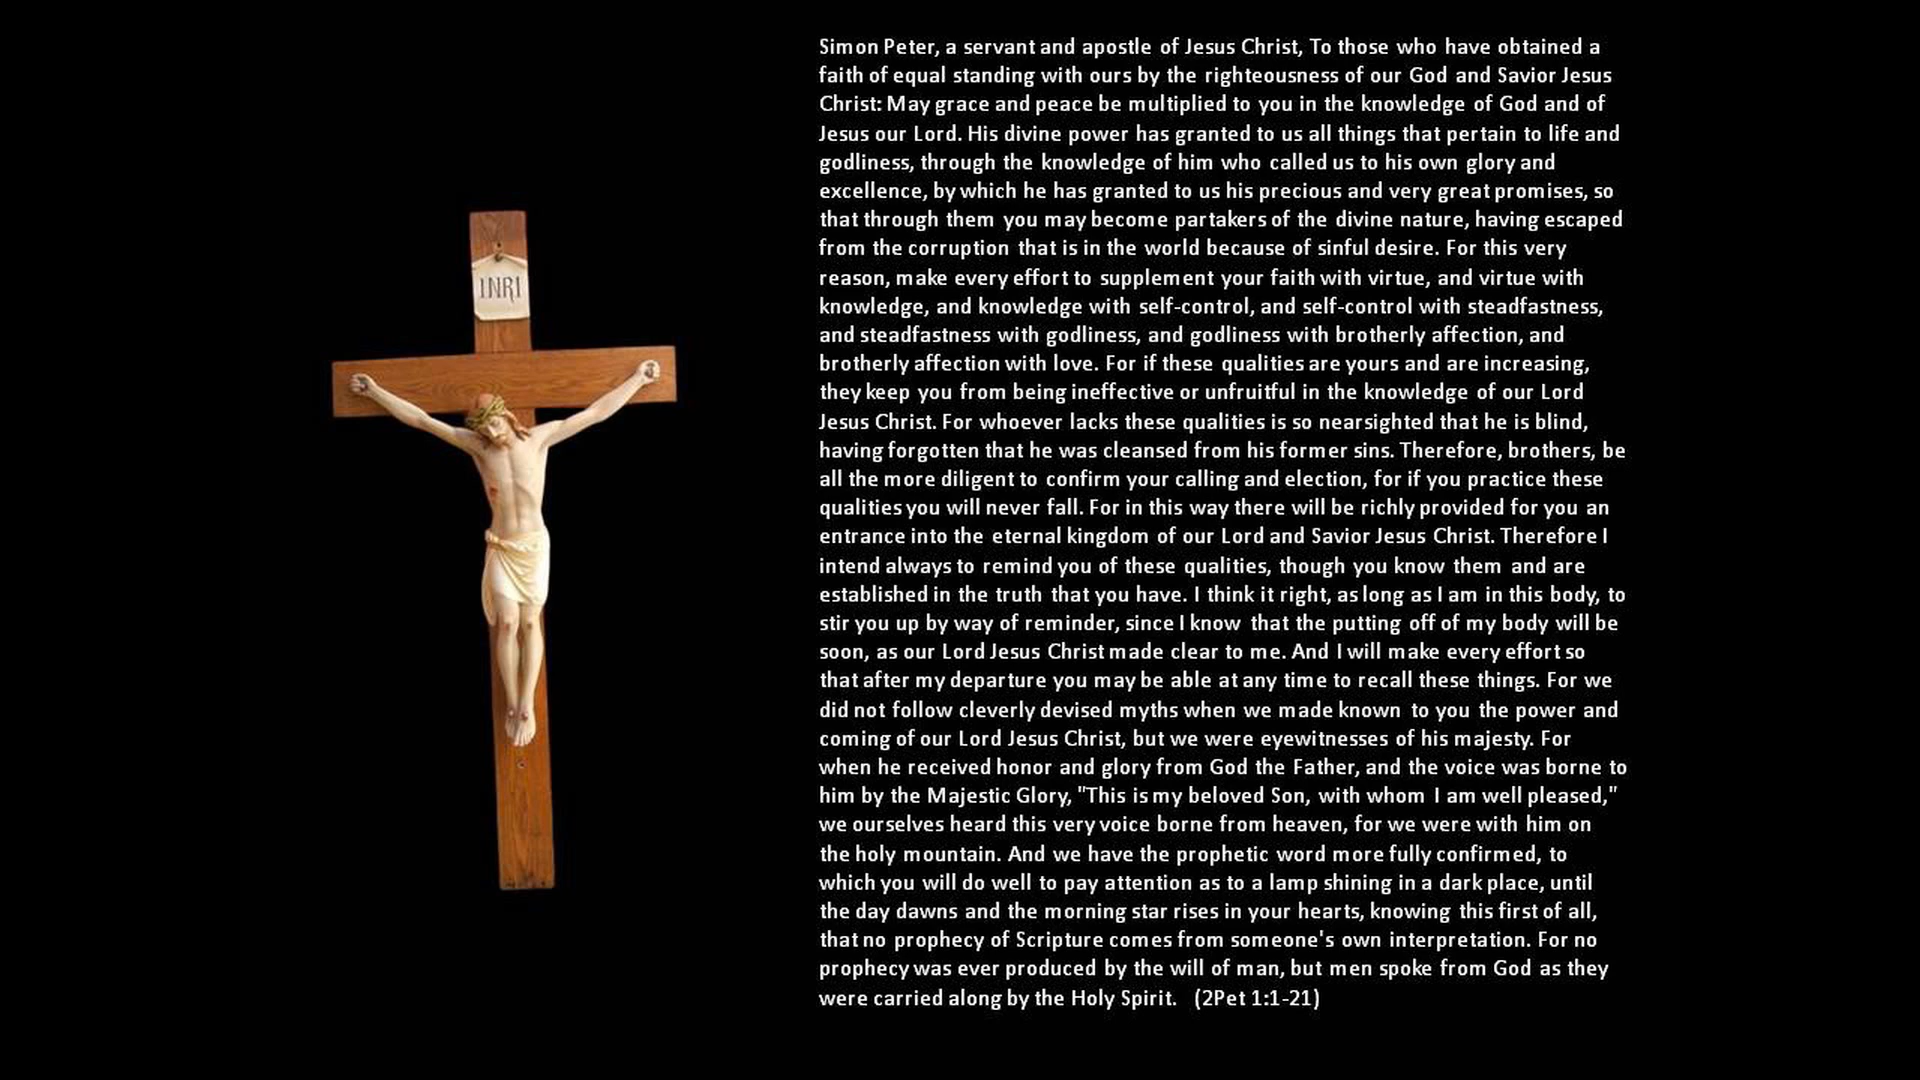 INRI
Simon Peter, a servant and apostle of Jesus Christ, To those who have obtained a
faith of equal standing with ours by the righteousness of our God and Savior Jesus
Christ: May grace and peace be multiplied to you in the knowledge of God and of
Jesus our Lord. His divine power has granted to us all things that pertain to life and
godliness, through the knowledge of him who called us to his own glory and
excellence, by which he has granted to us his precious and very great promises, so
that through them you may become partakers of the divine nature, having escaped
from the corruption that is in the world because of sinful desire. For this very
reason, make every effort to supplement your faith with virtue, and virtue with
knowledge, and knowledge with self-control, and self-control with steadfastness,
and steadfastness with godliness, and godliness with brotherly affection, and
brotherly affection with love. For if these qualities are yours and are increasing,
they keep you from being ineffective or unfruitful in the knowledge of our Lord
Jesus Christ. For whoever lacks these qualities is so nearsighted that he is blind,
having forgotten that he was cleansed from his former sins. Therefore, brothers, be
all the more diligent to confirm your calling and election, for if you practice these
qualities you will never fall. For in this way there will be richly provided for you an
entrance into the eternal kingdom of our Lord and Savior Jesus Christ. Therefore I
intend always to remind you of these qualities, though you know them and are
established in the truth that you have. I think it right, as long as I am in this body, to
stir you up by way of reminder, since I know that the putting off of my body will be
soon, as our Lord Jesus Christ made clear to me. And I will make every effort so
that after my departure you may be able at any time to recall these things. For we
did not follow cleverly devised myths when we made known to you the power and
coming of our Lord Jesus Christ, but we were eyewitnesses of his majesty. For
when he received honor and glory from God the Father, and the voice was borne to
him by the Majestic Glory, "This is my beloved Son, with whom I am well pleased,"
we ourselves heard this very voice borne from heaven, for we were with him on
the holy mountain. And we have the prophetic word more fully confirmed, to
which you will do well to pay attention as to a lamp shining in a dark place, until
the day dawns and the morning star rises in your hearts, knowing this first of all,
that no prophecy of Scripture comes from someone's own interpretation. For no
prophecy was ever produced by the will of man, but men spoke from God as they
were carried along by the Holy Spirit. (2Pet 1:1-21)